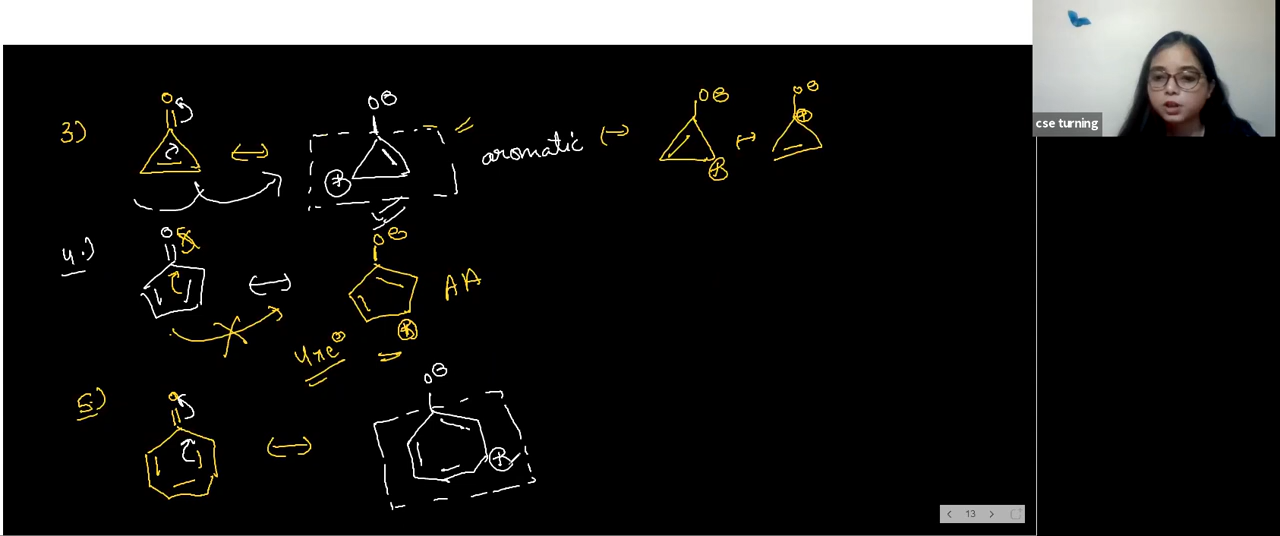 3) O O⊖ aromatic O⊖ O⊖
⊕ ⊕ ⊕
cse turning
4.) O O⊖ AA
⊕
4πe⊖
5.) O O⊖
⊕
13